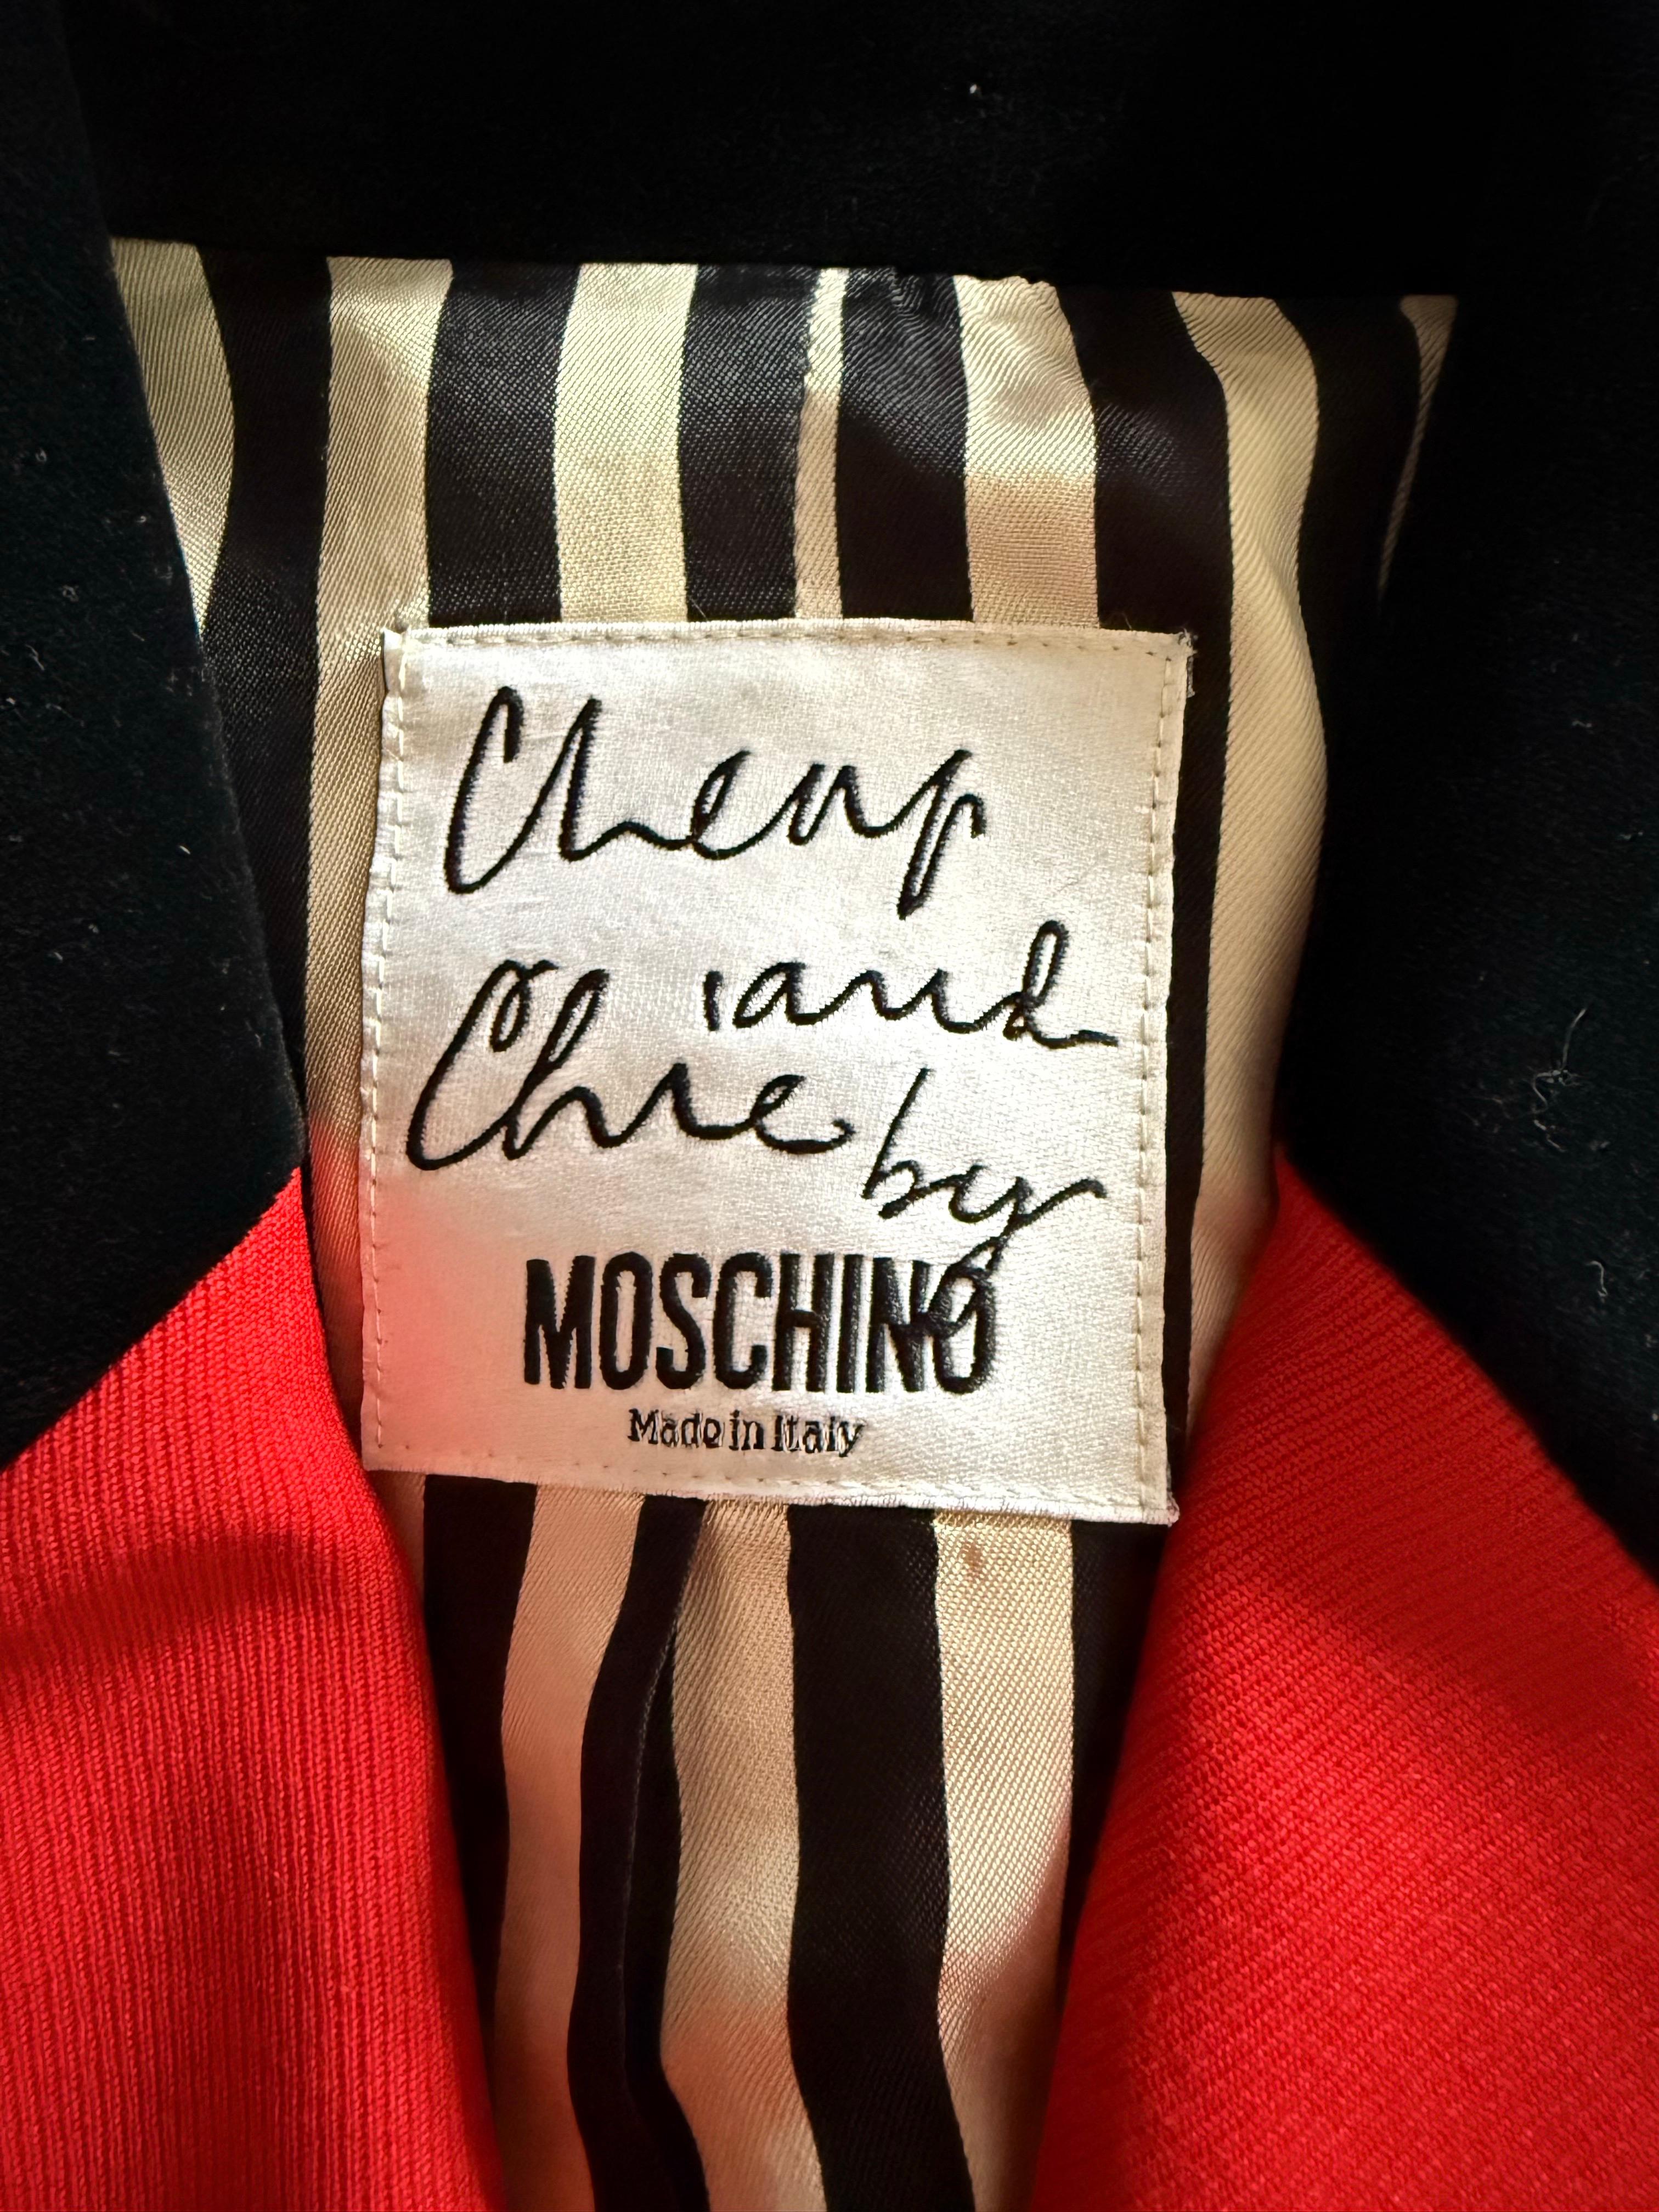 Cheap
and
Chic by
MOSCHINO
Made in Italy